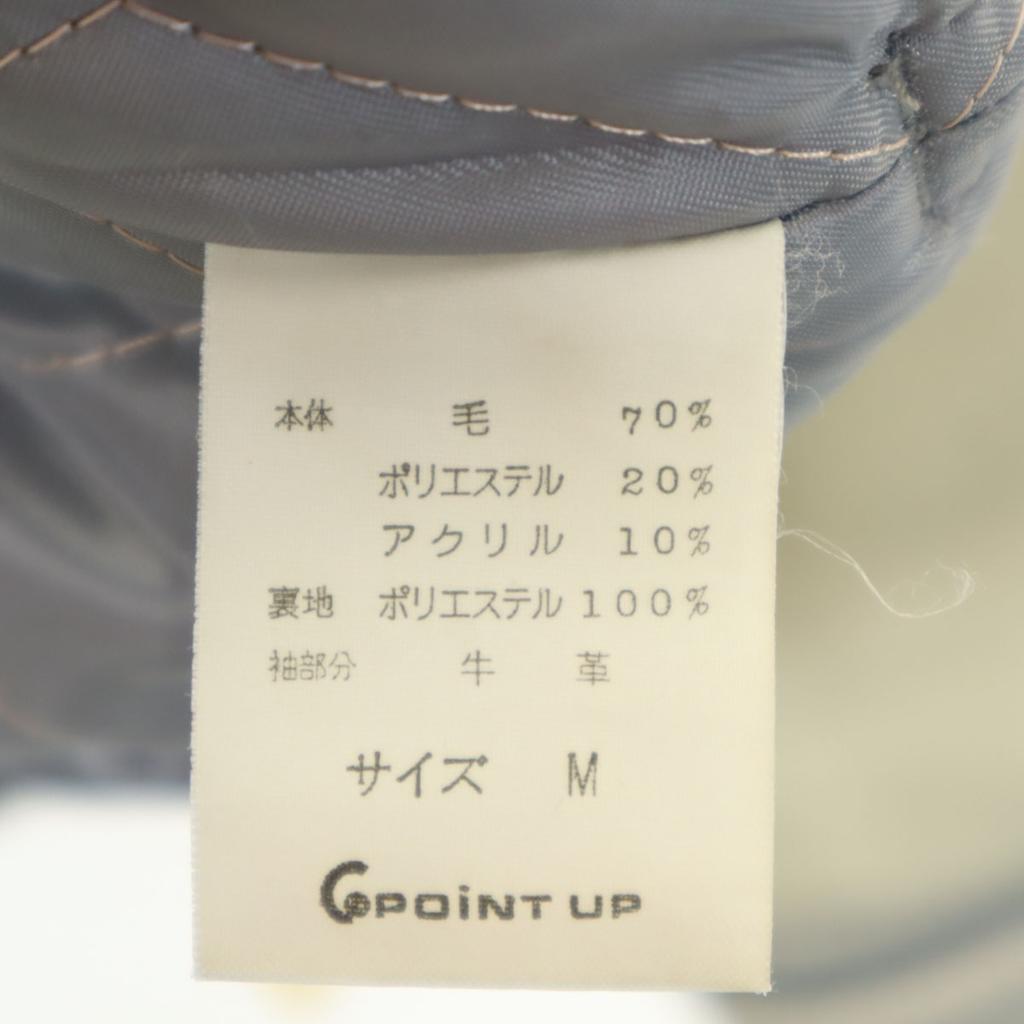 本体 毛 70%
ポリエステル 20%
アクリル 10%
裏地 ポリエステル 100%
袖部分 牛革
サイズ M
POINT UP